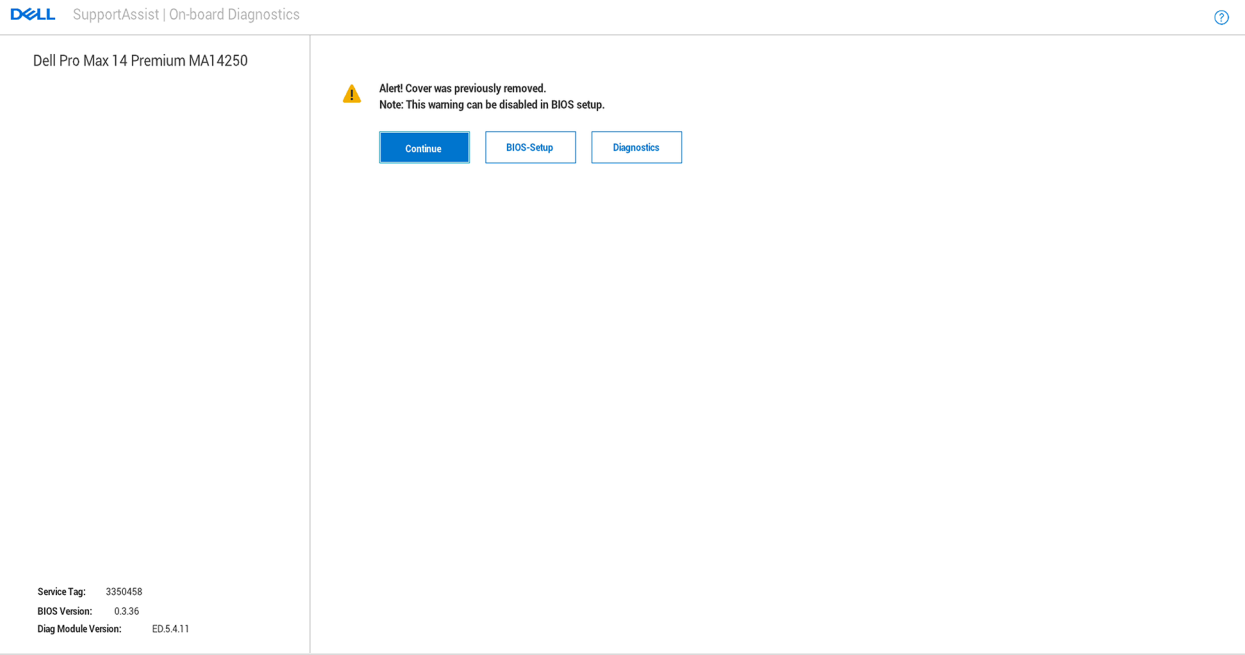 DELL SupportAssist | On-board Diagnostics
?
Dell Pro Max 14 Premium MA14250
Alert! Cover was previously removed.
Note: This warning can be disabled in BIOS setup.
Continue BIOS-Setup Diagnostics
Service Tag: 3350458
BIOS Version: 0.3.36
Diag Module Version: ED.5.4.11